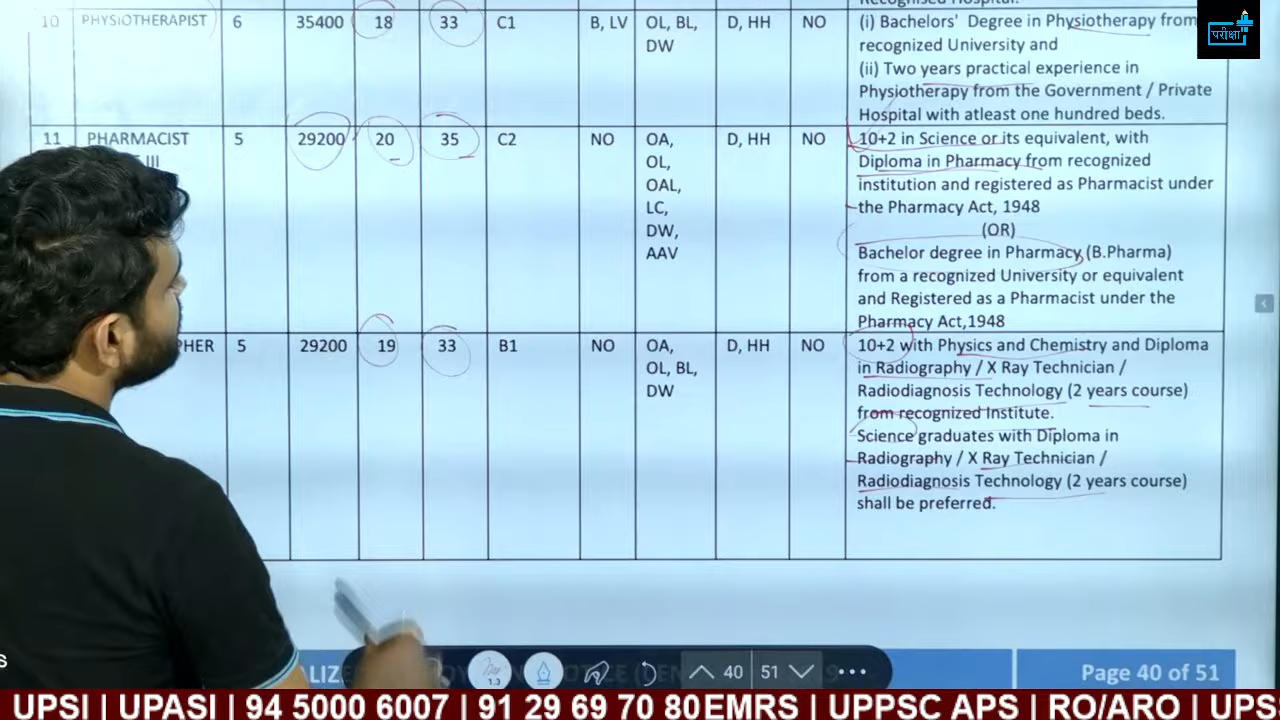 Recognised Hospital.
10 PHYSIOTHERAPIST 6 35400 18 33 C1 B, LV OL, BL, D, HH NO (i) Bachelors' Degree in Physiotherapy from
DW recognized University and
(ii) Two years practical experience in
Physiotherapy from the Government / Private
Hospital with atleast one hundred beds.
11 PHARMACIST 5 29200 20 35 C2 NO OA, D, HH NO 10+2 in Science or its equivalent, with
III OL, Diploma in Pharmacy from recognized
OAL, institution and registered as Pharmacist under
LC, the Pharmacy Act, 1948
DW, (OR)
AAV Bachelor degree in Pharmacy (B.Pharma)
from a recognized University or equivalent
and Registered as a Pharmacist under the
Pharmacy Act,1948
PHER 5 29200 19 33 B1 NO OA, D, HH NO 10+2 with Physics and Chemistry and Diploma
OL, BL, in Radiography / X Ray Technician /
DW Radiodiagnosis Technology (2 years course)
from recognized Institute.
Science graduates with Diploma in
Radiography / X Ray Technician /
Radiodiagnosis Technology (2 years course)
shall be preferred.
परीक्षा
1.3 40 51
Page 40 of 51
UPSI | UPASI | 94 5000 6007 | 91 29 69 70 80 EMRS | UPPSC APS | RO/ARO | UPS